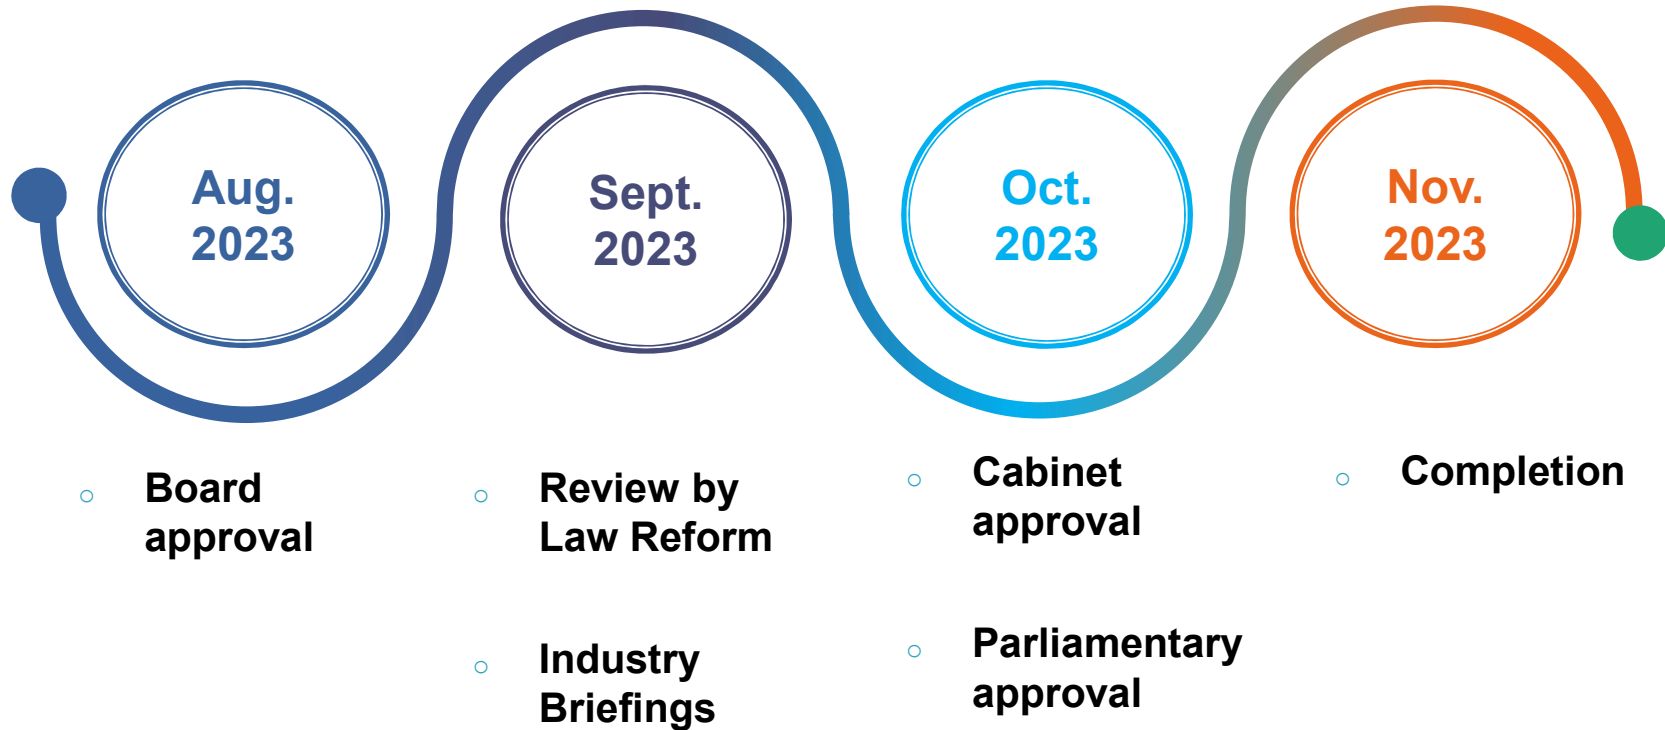 Aug.
2023
Sept.
2023
Oct.
2023
Nov.
2023
Board
approval
Review by
Law Reform
Industry
Briefings
Cabinet
approval
Parliamentary
approval
Completion